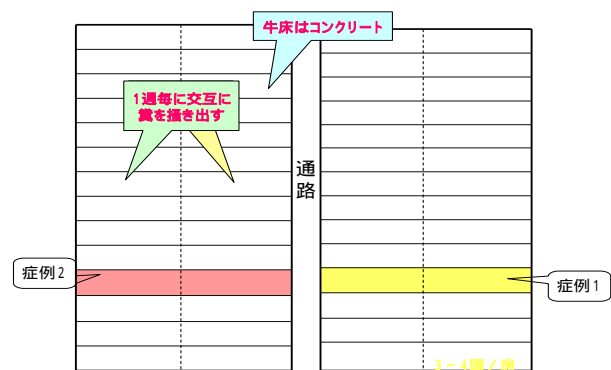 牛床はコンクリート
1週毎に交互に
糞を掻き出す
通
路
症例2
症例1